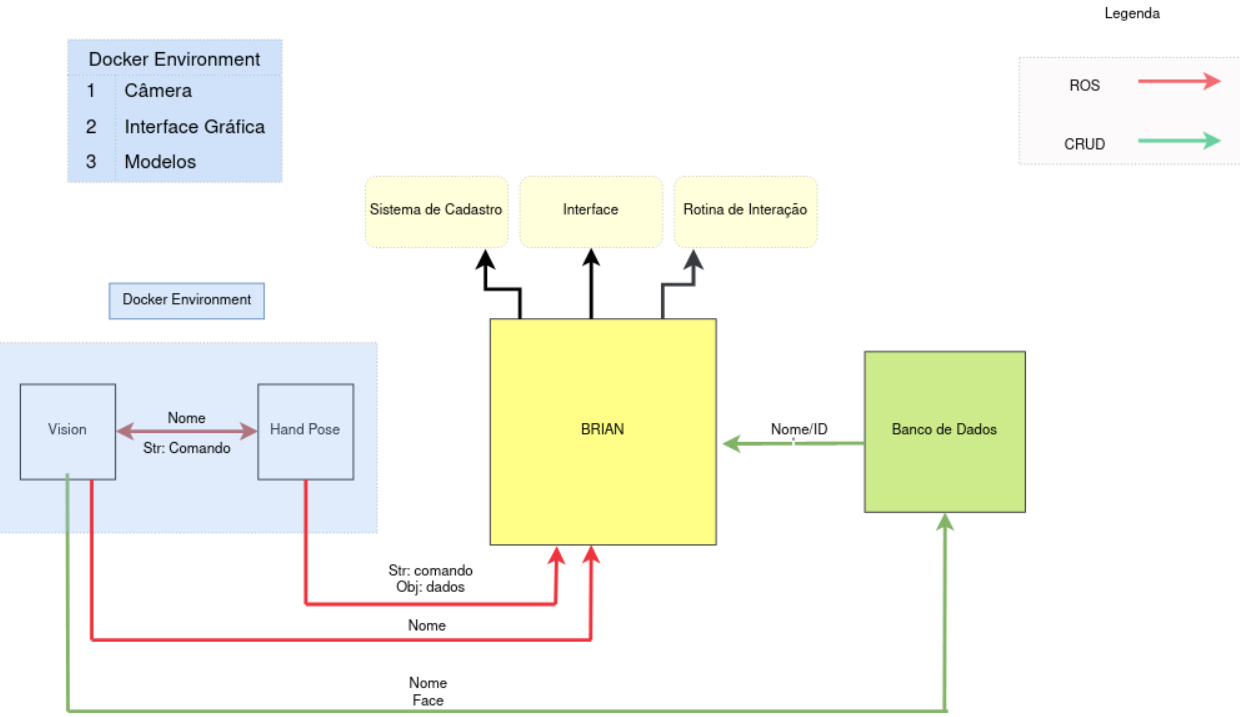 Legenda
Docker Environment
1 Câmera
2 Interface Gráfica
3 Modelos
ROS
CRUD
Sistema de Cadastro
Interface
Rotina de Interação
Docker Environment
Vision
Nome
Str: Comando
Hand Pose
BRIAN
Nome/ID
Banco de Dados
Str: comando
Obj: dados
Nome
Nome
Face